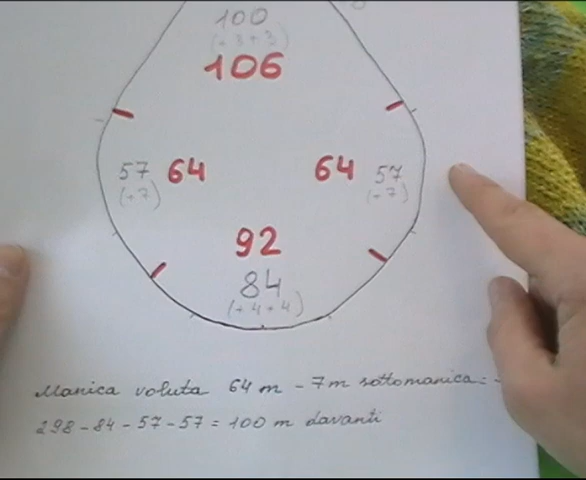 100
(+3+3)
106
57 64 64 57
(+7) (+7)
92
84
(+4+4)
Manica voluta 64 m - 7m sottomanica =
298 - 84 - 57 - 57 = 100 m davanti